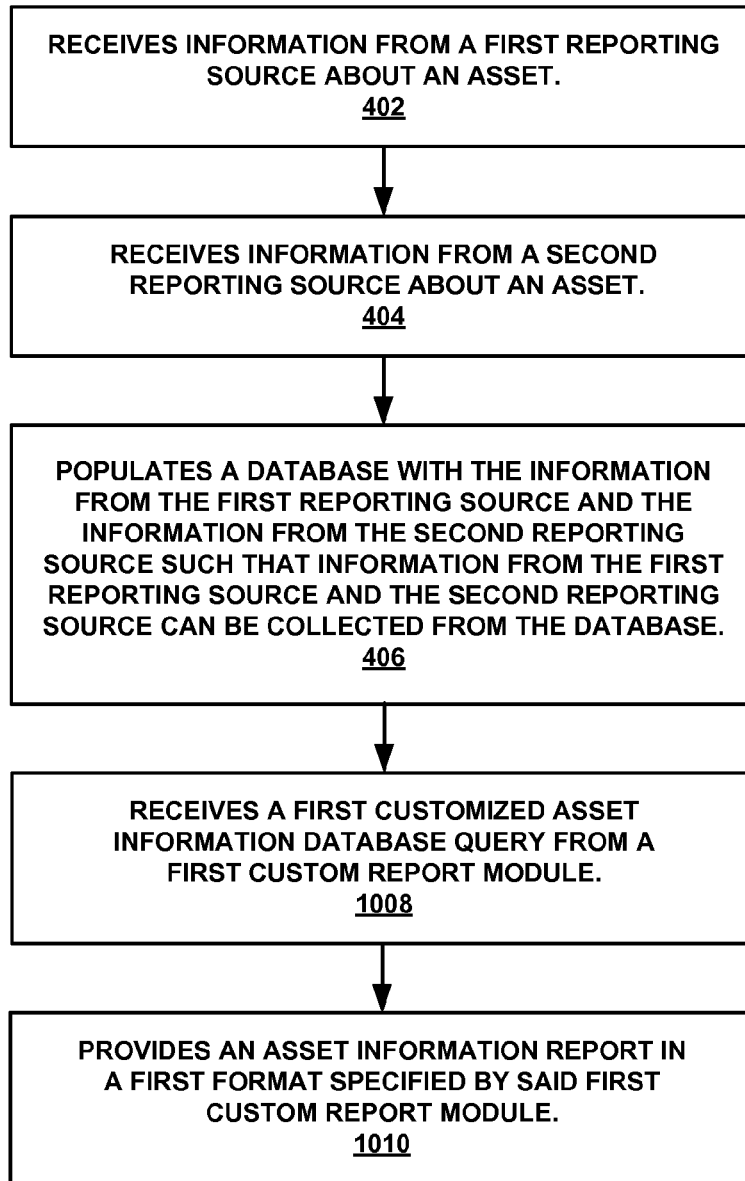 RECEIVES INFORMATION FROM A FIRST REPORTING
SOURCE ABOUT AN ASSET.
402
RECEIVES INFORMATION FROM A SECOND
REPORTING SOURCE ABOUT AN ASSET.
404
POPULATES A DATABASE WITH THE INFORMATION
FROM THE FIRST REPORTING SOURCE AND THE
INFORMATION FROM THE SECOND REPORTING
SOURCE SUCH THAT INFORMATION FROM THE FIRST
REPORTING SOURCE AND THE SECOND REPORTING
SOURCE CAN BE COLLECTED FROM THE DATABASE.
406
RECEIVES A FIRST CUSTOMIZED ASSET
INFORMATION DATABASE QUERY FROM A
FIRST CUSTOM REPORT MODULE.
1008
PROVIDES AN ASSET INFORMATION REPORT IN
A FIRST FORMAT SPECIFIED BY SAID FIRST
CUSTOM REPORT MODULE.
1010